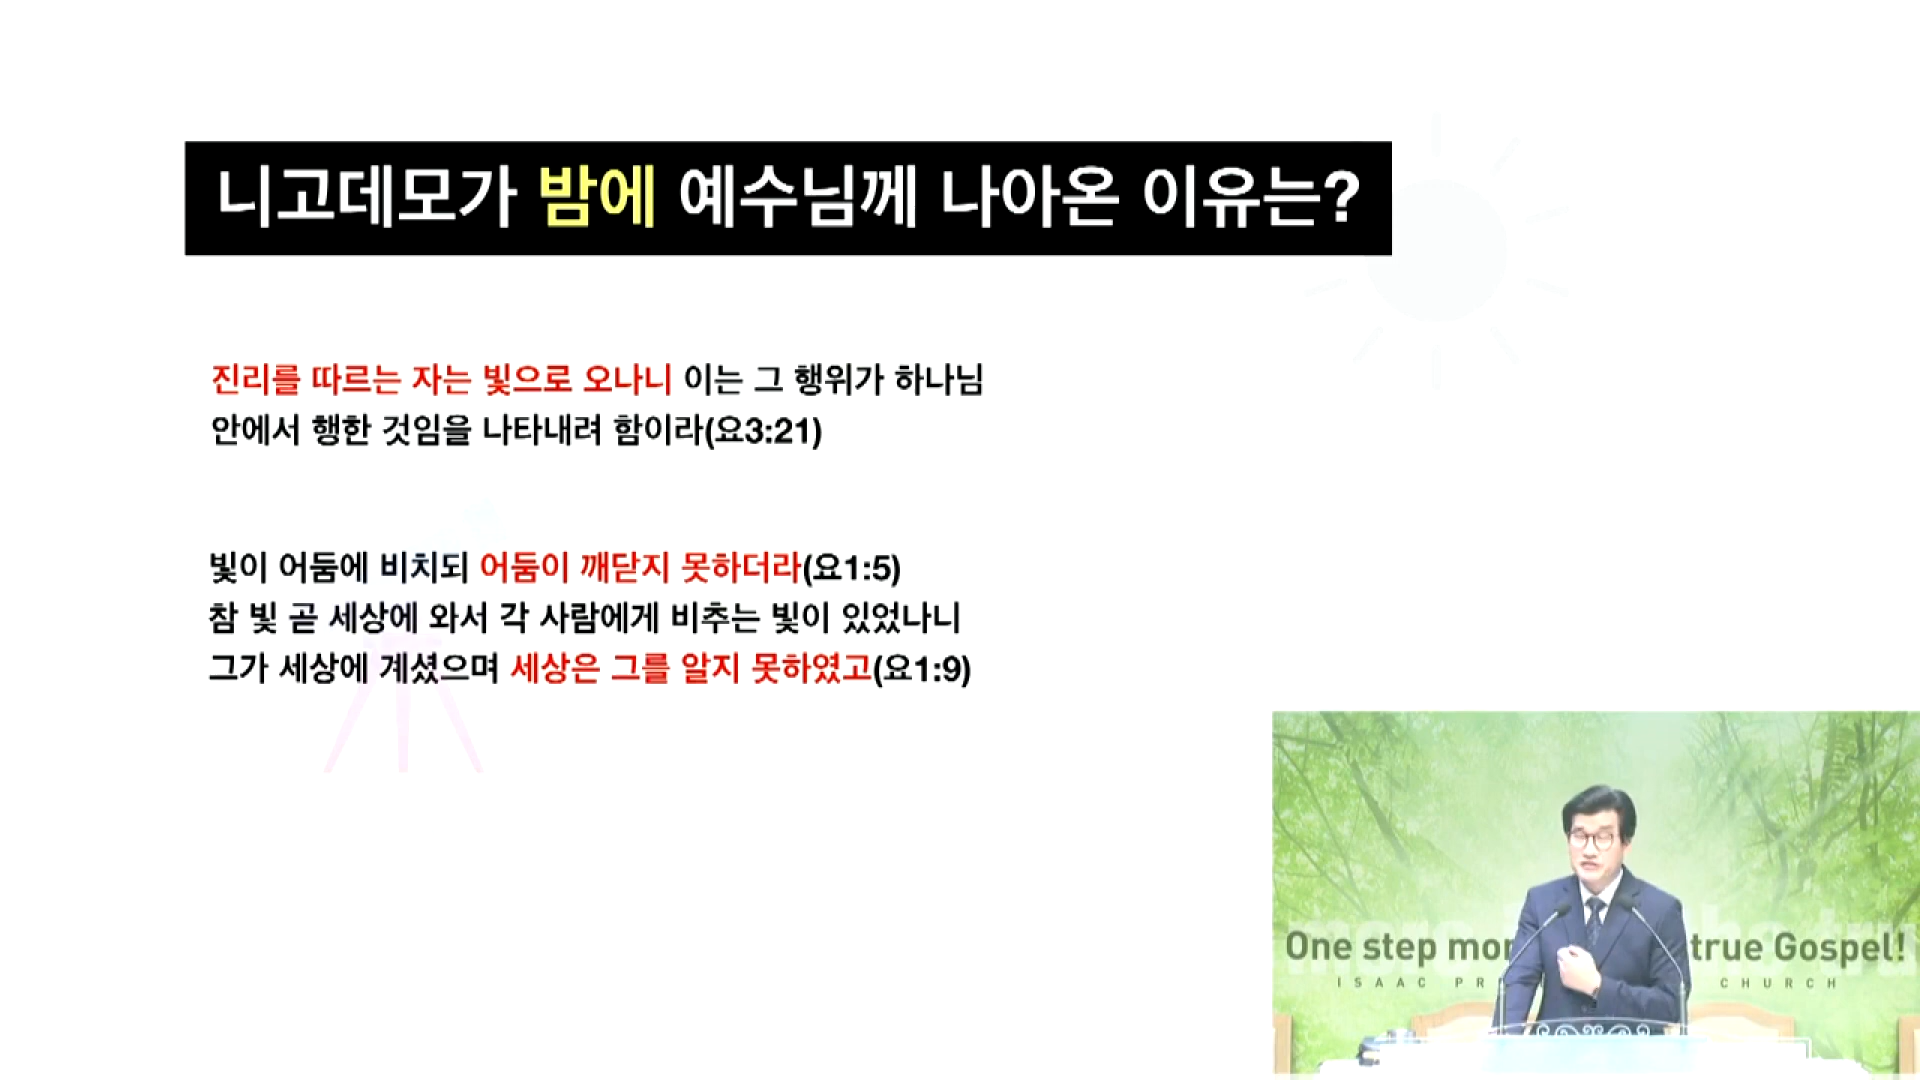 니고데모가 밤에 예수님께 나아온 이유는?
진리를 따르는 자는 빛으로 오나니 이는 그 행위가 하나님
안에서 행한 것임을 나타내려 함이라(요3:21)
빛이 어둠에 비치되 어둠이 깨닫지 못하더라(요1:5)
참 빛 곧 세상에 와서 각 사람에게 비추는 빛이 있었나니
그가 세상에 계셨으며 세상은 그를 알지 못하였고(요1:9)
One step true Gospel!
ISAAC CHURCH